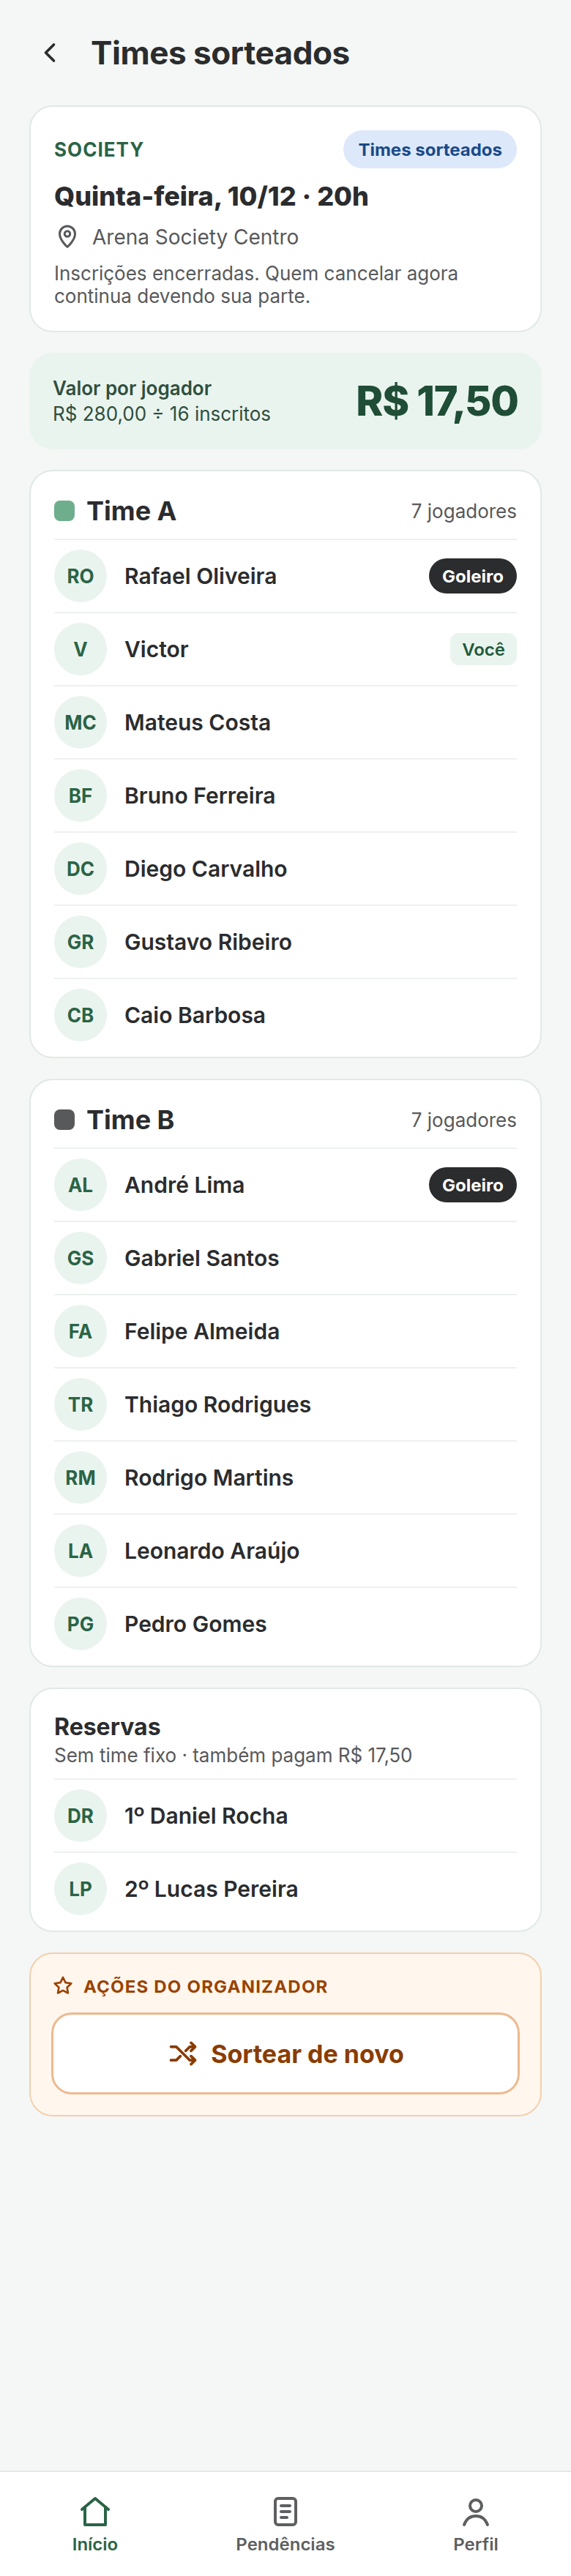 Times sorteados
SOCIETY
Times sorteados
Quinta-feira, 10/12 · 20h
Arena Society Centro
Inscrições encerradas. Quem cancelar agora
continua devendo sua parte.
Valor por jogador
R$ 280,00 ÷ 16 inscritos
R$ 17,50
Time A
7 jogadores
RO
Rafael Oliveira
Goleiro
V
Victor
Você
MC
Mateus Costa
BF
Bruno Ferreira
DC
Diego Carvalho
GR
Gustavo Ribeiro
CB
Caio Barbosa
Time B
7 jogadores
AL
André Lima
Goleiro
GS
Gabriel Santos
FA
Felipe Almeida
TR
Thiago Rodrigues
RM
Rodrigo Martins
LA
Leonardo Araújo
PG
Pedro Gomes
Reservas
Sem time fixo · também pagam R$ 17,50
DR
1º Daniel Rocha
LP
2º Lucas Pereira
AÇÕES DO ORGANIZADOR
Sortear de novo
Início
Pendências
Perfil